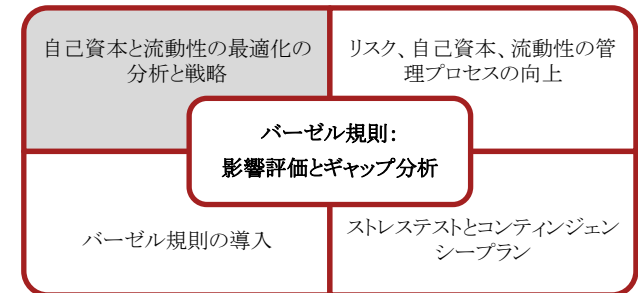 自己資本と流動性の最適化の
分析と戦略
リスク、自己資本、流動性の管
理プロセスの向上
バーゼル規則:
影響評価とギャップ分析
バーゼル規則の導入
ストレステストとコンティンジェン
シープラン